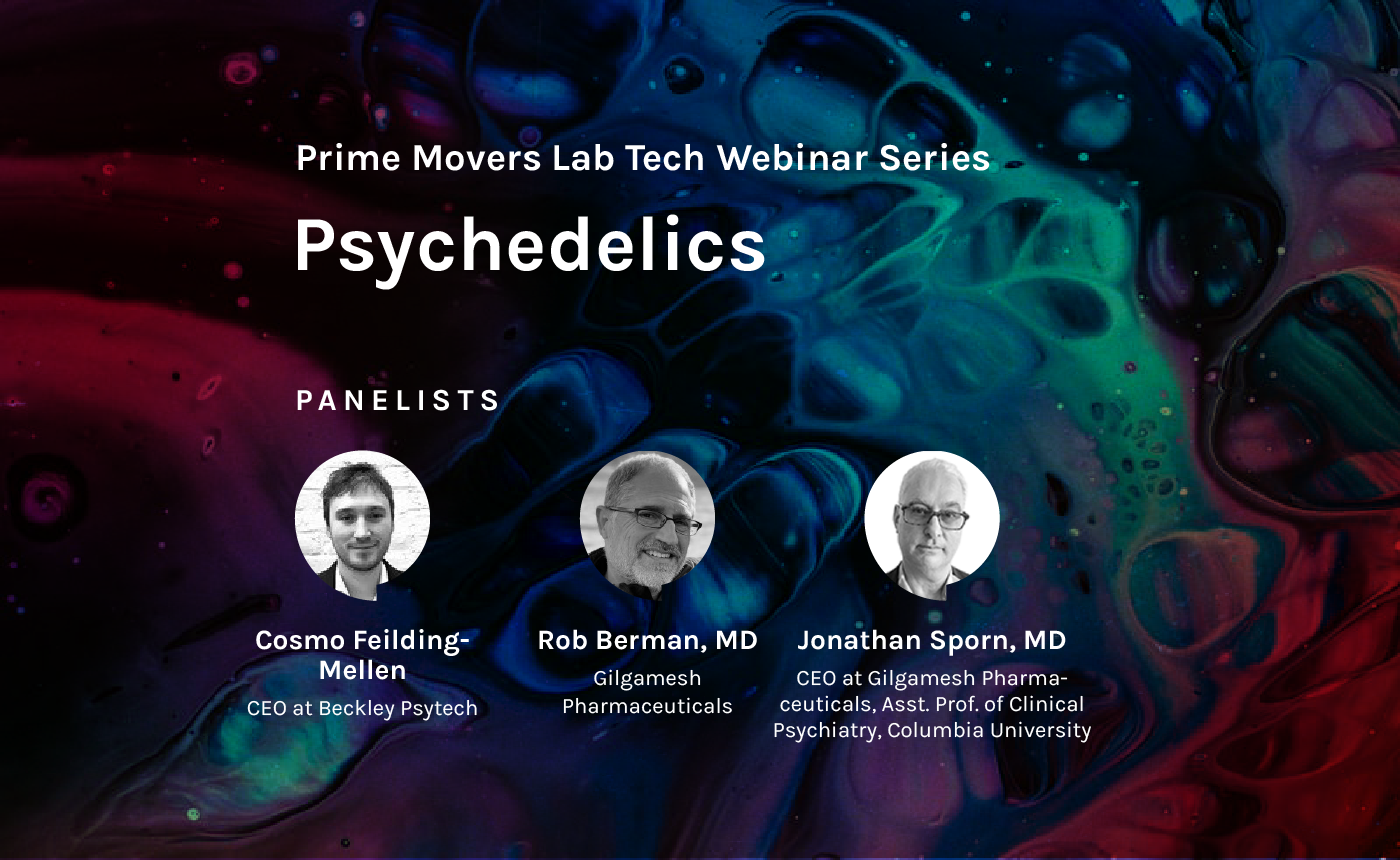 Prime Movers Lab Tech Webinar Series
Psychedelics
PANELISTS
Cosmo Feilding-
Mellen
CEO at Beckley Psytech
Rob Berman, MD
Gilgamesh
Pharmaceuticals
Jonathan Sporn, MD
CEO at Gilgamesh Pharma-
ceuticals, Asst. Prof. of Clinical
Psychiatry, Columbia University